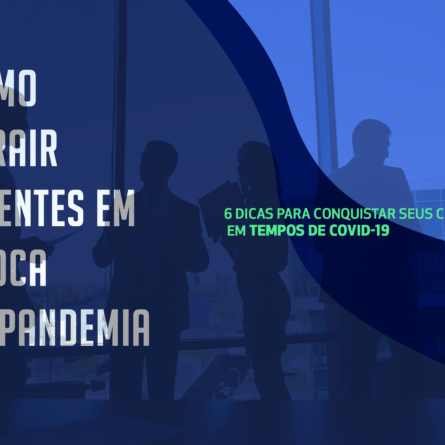 MO
RAIR
ENTES EM
OCA
PANDEMIA
6 DICAS PARA CONQUISTAR SEUS C
EM TEMPOS DE COVID-19